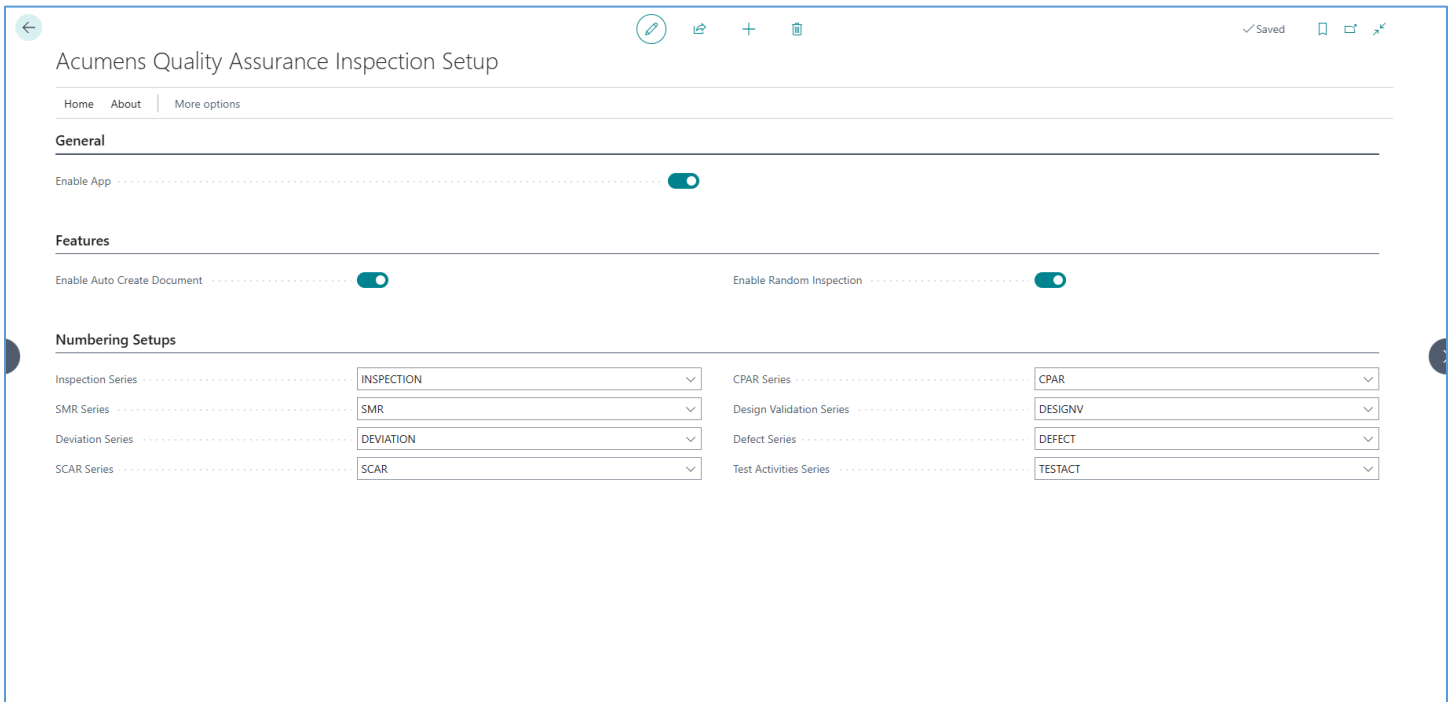 Saved
Acumens Quality Assurance Inspection Setup
Home About More options
General
Enable App
Features
Enable Auto Create Document Enable Random Inspection
Numbering Setups
Inspection Series INSPECTION CPAR Series CPAR
SMR Series SMR Design Validation Series DESIGNV
Deviation Series DEVIATION Defect Series DEFECT
SCAR Series SCAR Test Activities Series TESTACT